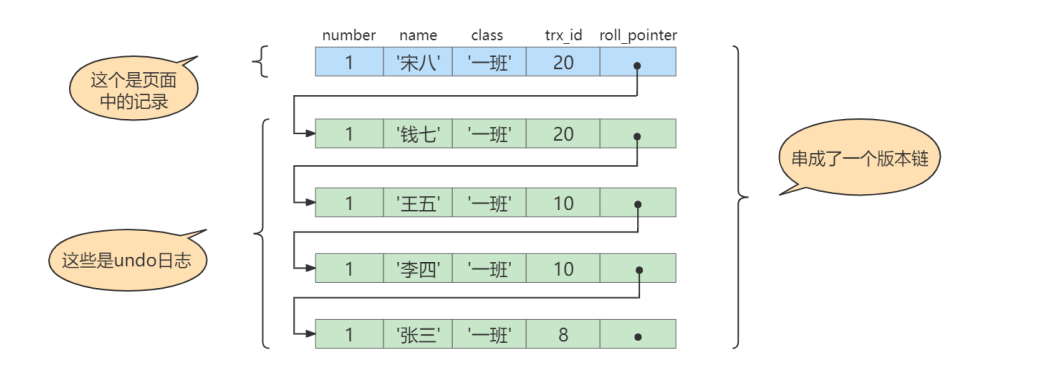 number name class trx_id roll_pointer
1 '宋八' '一班' 20
这个是页面
中的记录
1 '钱七' '一班' 20
串成了一个版本链
1 '王五' '一班' 10
这些是undo日志
1 '李四' '一班' 10
1 '张三' '一班' 8